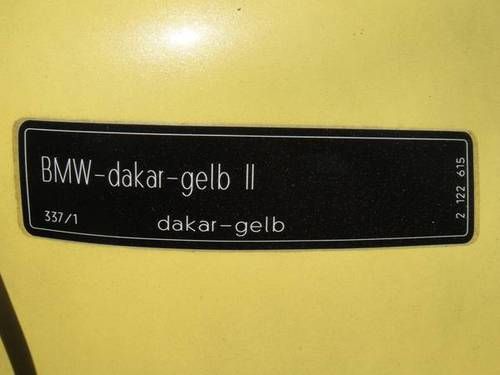 BMW-dakar-gelb II
337/1
dakar-gelb
2 122 615